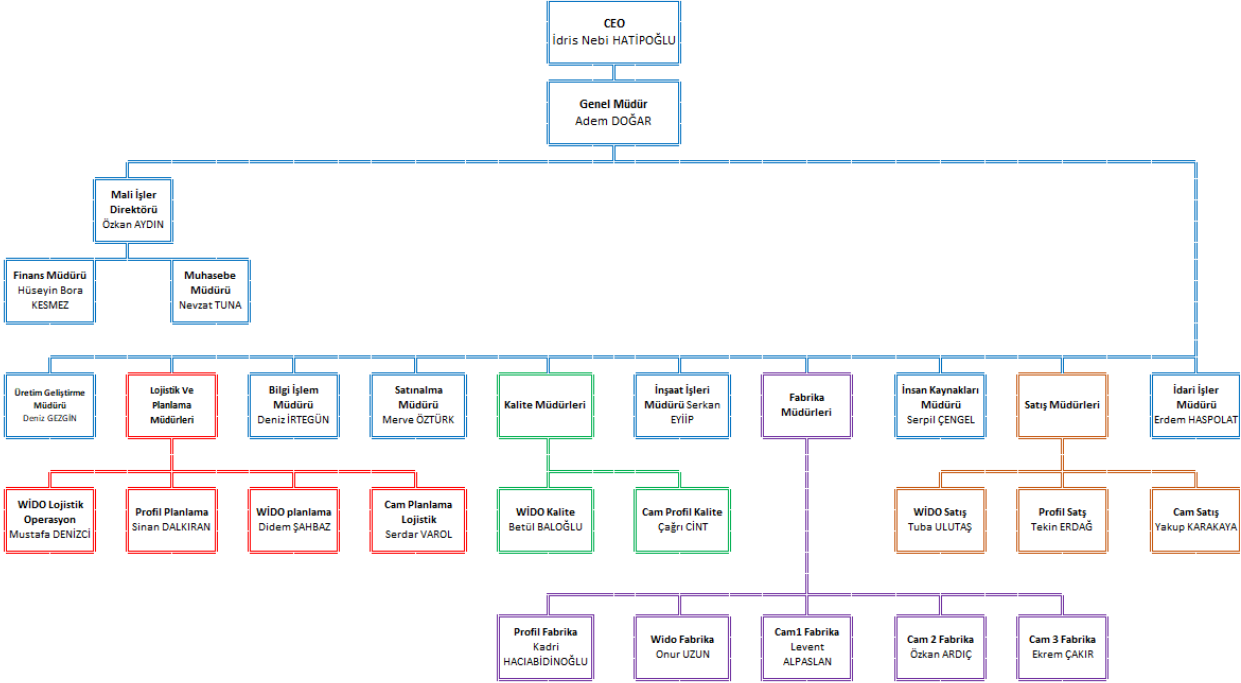 CEO
İdris Nebi HATİPOĞLU
Genel Müdür
Adem DOĞAR
Mali İşler
Direktörü
Özkan AYDIN
Finans Müdürü
Hüseyin Bora
KESMEZ
Muhasebe
Müdürü
Nevzat TUNA
Üretim Geliştirme
Müdürü
Deniz GEZGİN
Lojistik Ve
Planlama
Müdürleri
Bilgi İşlem
Müdürü
Deniz İRTEGÜN
Satınalma
Müdürü
Merve ÖZTÜRK
Kalite Müdürleri
İnşaat İşleri
Müdürü Serkan
EYİİP
Fabrika
Müdürleri
İnsan Kaynakları
Müdürü
Serpil ÇENGEL
Satış Müdürleri
İdari İşler
Müdürü
Erdem HASPOLAT
WİDO Lojistik
Operasyon
Mustafa DENİZCİ
Profil Planlama
Sinan DALKIRAN
WİDO planlama
Didem ŞAHBAZ
Cam Planlama
Lojistik
Serdar VAROL
WİDO Kalite
Betül BALOĞLU
Cam Profil Kalite
Çağrı CİNT
WİDO Satış
Tuba ULUTAŞ
Profil Satş
Tekin ERDAĞ
Cam Satış
Yakup KARAKAYA
Profil Fabrika
Kadri
HACIABİDİNOĞLU
Wido Fabrika
Onur UZUN
Cam1 Fabrika
Levent
ALPASLAN
Cam 2 Fabrika
Özkan ARDIÇ
Cam 3 Fabrika
Ekrem ÇAKIR